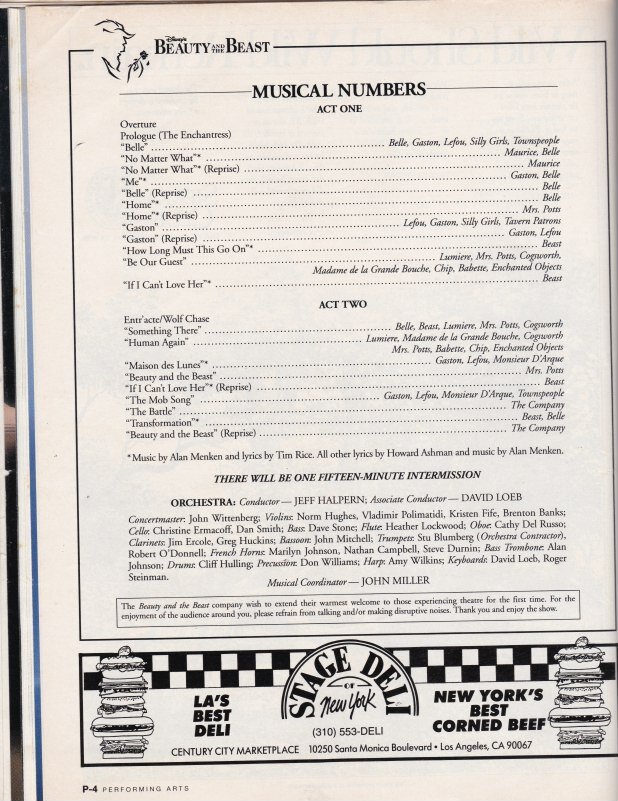 Disney's
BEAUTY AND THE BEAST
MUSICAL NUMBERS
ACT ONE
Overture
Prologue (The Enchantress)
"Belle" Belle, Gaston, Lefou, Silly Girls, Townspeople
"No Matter What"* Maurice, Belle
"No Matter What"* (Reprise) Maurice
"Me"* Gaston, Belle
"Belle" (Reprise) Belle
"Home"* Belle
"Home"* (Reprise) Mrs. Potts
"Gaston" Lefou, Gaston, Silly Girls, Tavern Patrons
"Gaston" (Reprise) Gaston, Lefou
"How Long Must This Go On"* Beast
"Be Our Guest" Lumiere, Mrs. Potts, Cogsworth,
Madame de la Grande Bouche, Chip, Babette, Enchanted Objects
"If I Can't Love Her"* Beast
ACT TWO
Entr'acte/Wolf Chase
"Something There" Belle, Beast, Lumiere, Mrs. Potts, Cogsworth
"Human Again" Lumiere, Madame de la Grande Bouche, Cogsworth
Mrs. Potts, Babette, Chip, Enchanted Objects
"Maison des Lunes"* Gaston, Lefou, Monsieur D'Arque
"Beauty and the Beast" Mrs. Potts
"If I Can't Love Her"* (Reprise) Beast
"The Mob Song" Gaston, Lefou, Monsieur D'Arque, Townspeople
"The Battle" The Company
"Transformation"* Beast, Belle
"Beauty and the Beast" (Reprise) The Company
*Music by Alan Menken and lyrics by Tim Rice. All other lyrics by Howard Ashman and music by Alan Menken.
THERE WILL BE ONE FIFTEEN-MINUTE INTERMISSION
ORCHESTRA: Conductor — JEFF HALPERN; Associate Conductor — DAVID LOEB
Concertmaster: John Wittenberg; Violins: Norm Hughes, Vladimir Polimatidi, Kristen Fife, Brenton Banks;
Cello: Christine Ermacoff, Dan Smith; Bass: Dave Stone; Flute: Heather Lockwood; Oboe: Cathy Del Russo;
Clarinets: Jim Ercole, Greg Huckins; Bassoon: John Mitchell; Trumpets: Stu Blumberg (Orchestra Contractor),
Robert O'Donnell; French Horns: Marilyn Johnson, Nathan Campbell, Steve Durnin; Bass Trombone: Alan
Johnson; Drums: Cliff Hulling; Precussion: Don Williams; Harp: Amy Wilkins; Keyboards: David Loeb, Roger
Steinman.
Musical Coordinator — JOHN MILLER
The Beauty and the Beast company wish to extend their warmest welcome to those experiencing theatre for the first time. For the
enjoyment of the audience around you, please refrain from talking and/or making disruptive noises. Thank you and enjoy the show.
LA'S
BEST
DELI
STAGE DELI
OF
New York
(310) 553-DELI
NEW YORK'S
BEST
CORNED BEEF
CENTURY CITY MARKETPLACE 10250 Santa Monica Boulevard • Los Angeles, CA 90067
P-4 PERFORMING ARTS